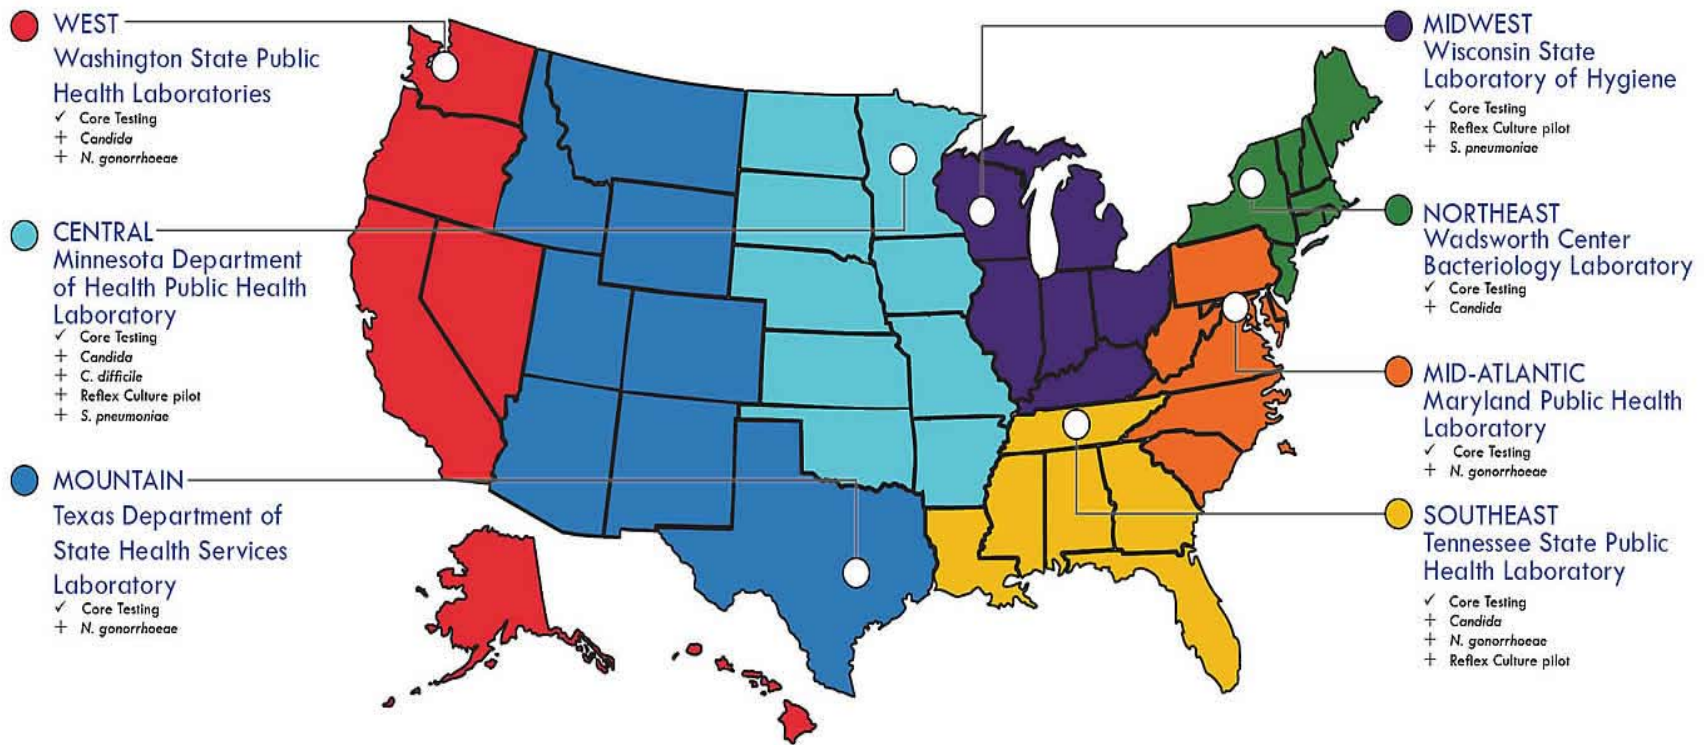 WEST
Washington State Public
Health Laboratories
✓ Core Testing
+ Candida
+ N. gonorrhoeae
CENTRAL
Minnesota Department
of Health Public Health
Laboratory
✓ Core Testing
+ Candida
+ C. difficile
+ Reflex Culture pilot
+ S. pneumoniae
MOUNTAIN
Texas Department of
State Health Services
Laboratory
✓ Core Testing
+ N. gonorrhoeae
MIDWEST
Wisconsin State
Laboratory of Hygiene
✓ Core Testing
+ Reflex Culture pilot
+ S. pneumoniae
NORTHEAST
Wadsworth Center
Bacteriology Laboratory
✓ Core Testing
+ Candida
MID-ATLANTIC
Maryland Public Health
Laboratory
✓ Core Testing
+ N. gonorrhoeae
SOUTHEAST
Tennessee State Public
Health Laboratory
✓ Core Testing
+ Candida
+ N. gonorrhoeae
+ Reflex Culture pilot